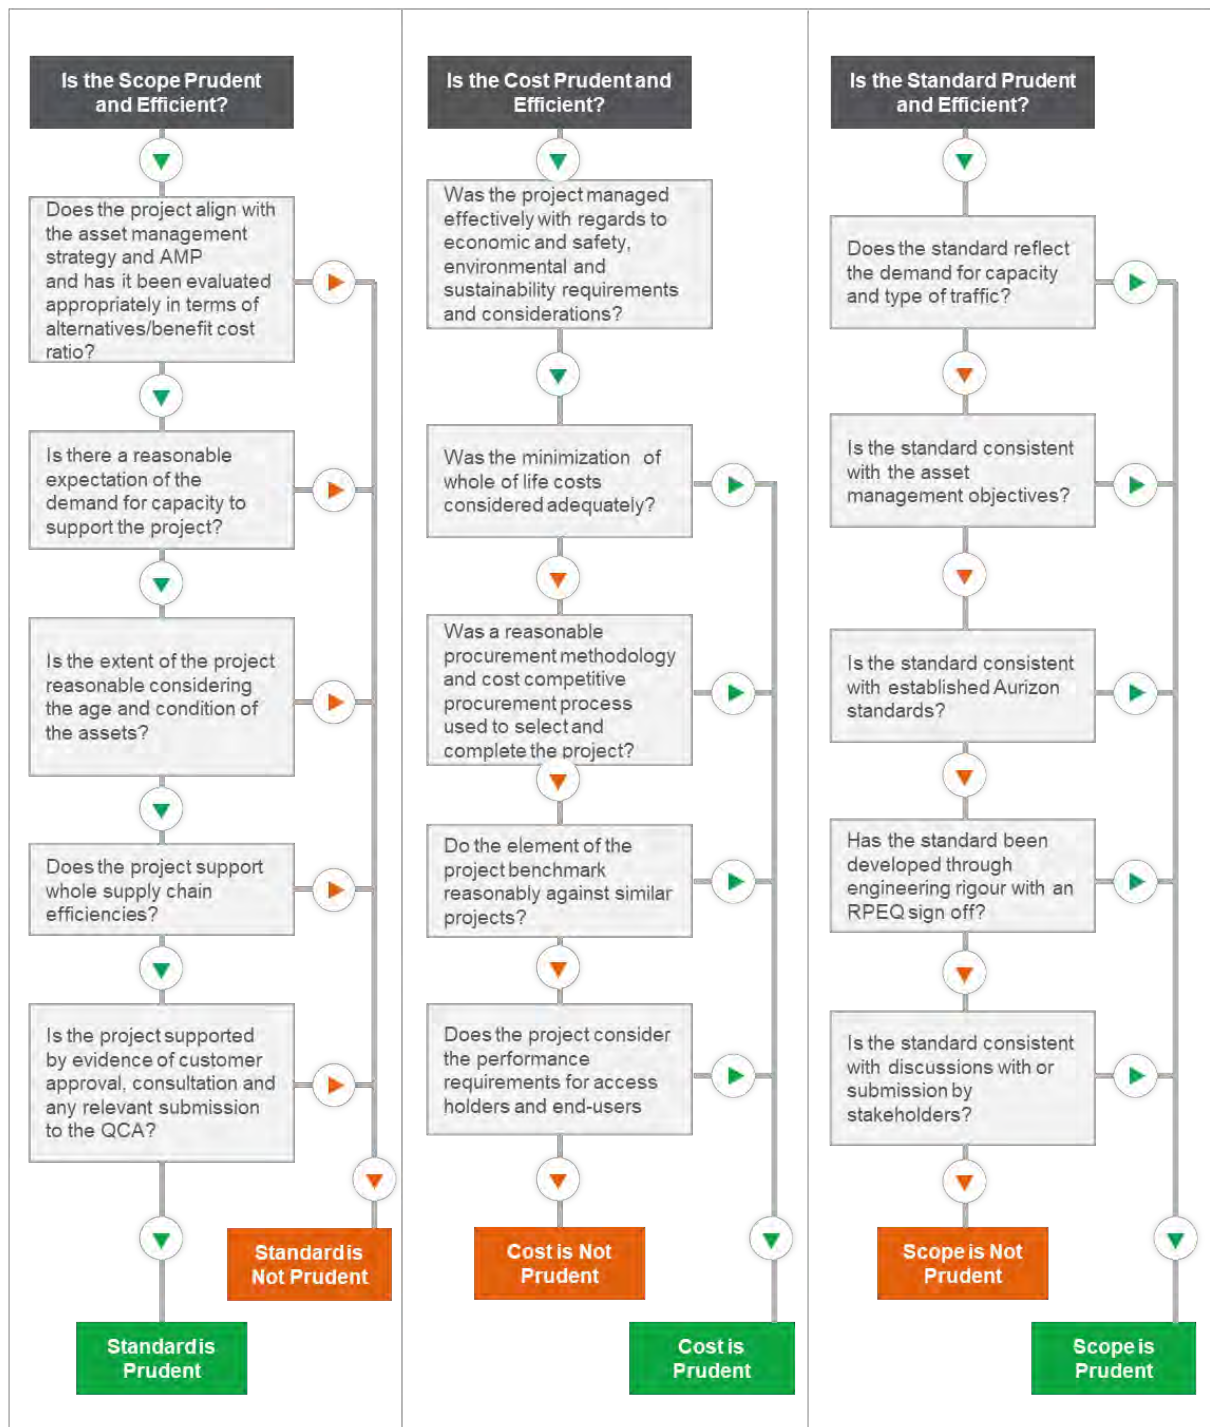 Is the Scope Prudent
and Efficient?
Does the project align with
the asset management
strategy and AMP
and has it been evaluated
appropriately in terms of
alternatives/benefit cost
ratio?
Is there a reasonable
expectation of the
demand for capacity to
support the project?
Is the extent of the project
reasonable considering
the age and condition of
the assets?
Does the project support
whole supply chain
efficiencies?
Is the project supported
by evidence of customer
approval, consultation and
any relevant submission
to the QCA?
Standard is
Not Prudent
Standard is
Prudent
Is the Cost Prudent and
Efficient?
Was the project managed
effectively with regards to
economic and safety,
environmental and
sustainability requirements
and considerations?
Was the minimization of
whole of life costs
considered adequately?
Was a reasonable
procurement methodology
and cost competitive
procurement process
used to select and
complete the project?
Do the element of the
project benchmark
reasonably against similar
projects?
Does the project consider
the performance
requirements for access
holders and end-users
Cost is Not
Prudent
Cost is
Prudent
Is the Standard Prudent
and Efficient?
Does the standard reflect
the demand for capacity
and type of traffic?
Is the standard consistent
with the asset
management objectives?
Is the standard consistent
with established Aurizon
standards?
Has the standard been
developed through
engineering rigour with an
RPEQ sign off?
Is the standard consistent
with discussions with or
submission by
stakeholders?
Scope is Not
Prudent
Scope is
Prudent